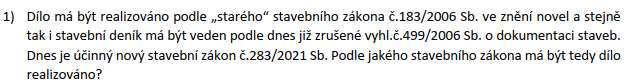 1) Dílo má být realizováno podle „starého“ stavebního zákona č.183/2006 Sb. ve znění novel a stejně
tak i stavební deník má být veden podle dnes již zrušené vyhl.č.499/2006 Sb. o dokumentaci staveb.
Dnes je účinný nový stavební zákon č.283/2021 Sb. Podle jakého stavebního zákona má být tedy dílo
realizováno?